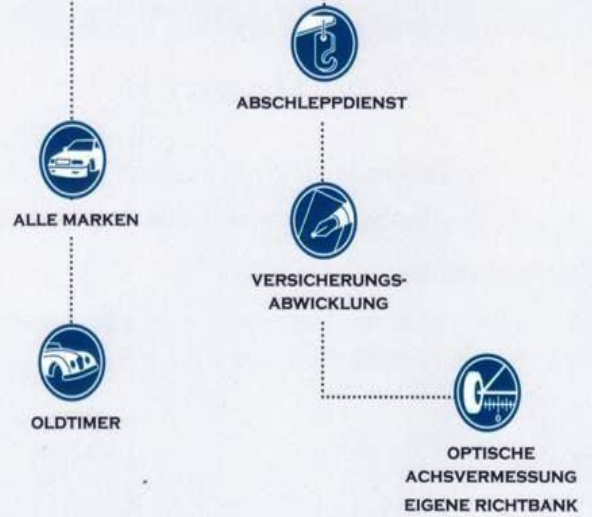 ABSCHLEPPDIENST
ALLE MARKEN
VERSICHERUNGS-
ABWICKLUNG
OLDTIMER
OPTISCHE
ACHSVERMESSUNG
EIGENE RICHTBANK